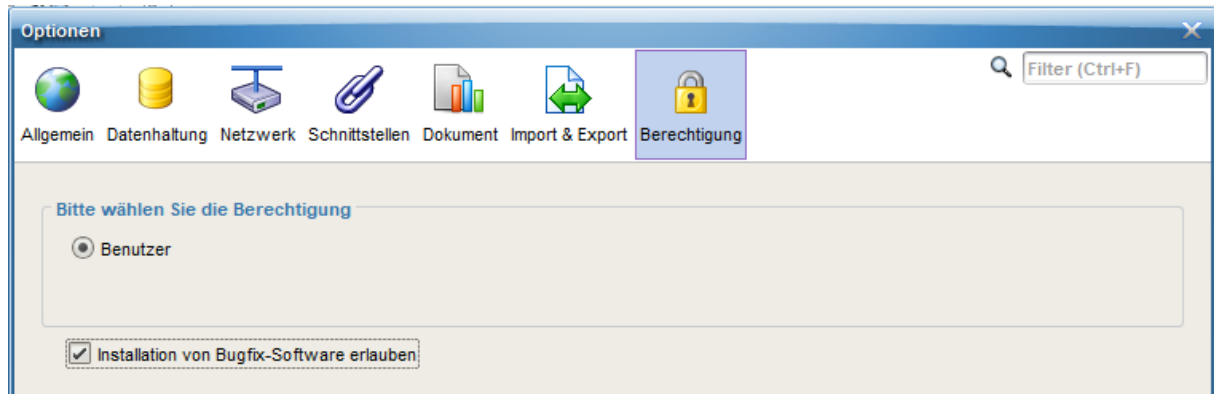 Optionen
Filter (Ctrl+F)
Allgemein Datenhaltung Netzwerk Schnittstellen Dokument Import & Export Berechtigung
Bitte wählen Sie die Berechtigung
Benutzer
Installation von Bugfix-Software erlauben